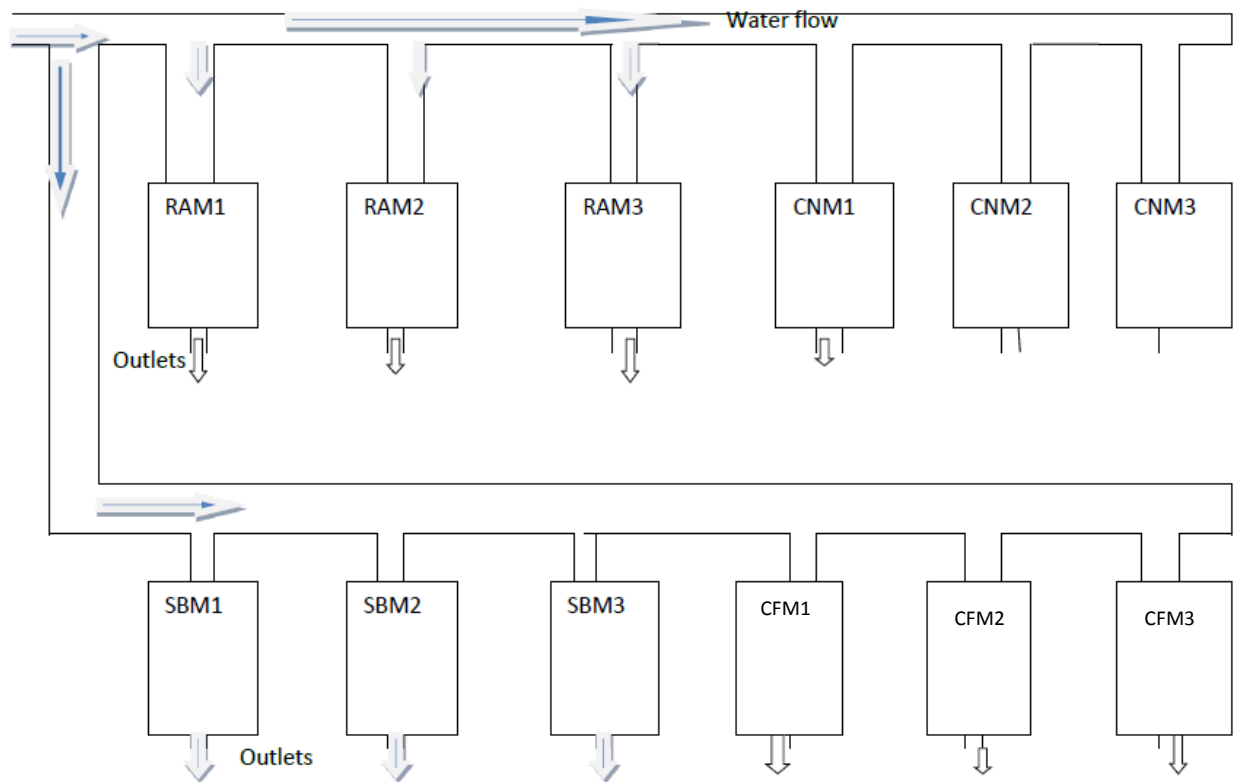 Water flow
RAM1
RAM2
RAM3
CNM1
CNM2
CNM3
Outlets
SBM1
SBM2
SBM3
CFM1
CFM2
CFM3
Outlets